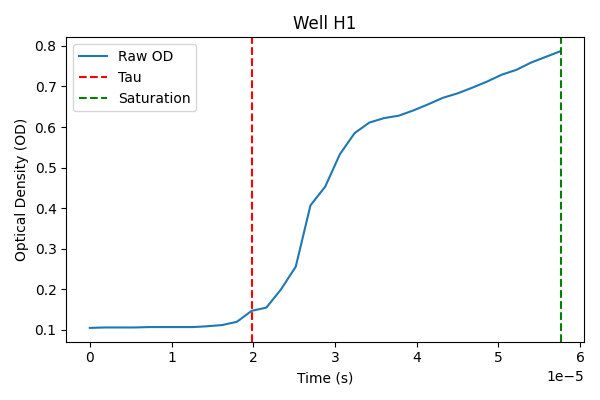 Well H1
Raw OD
Tau
Saturation
Optical Density (OD)
0.8
0.7
0.6
0.5
0.4
0.3
0.2
0.1
0 1 2 3 4 5 6
Time (s)
1e−5